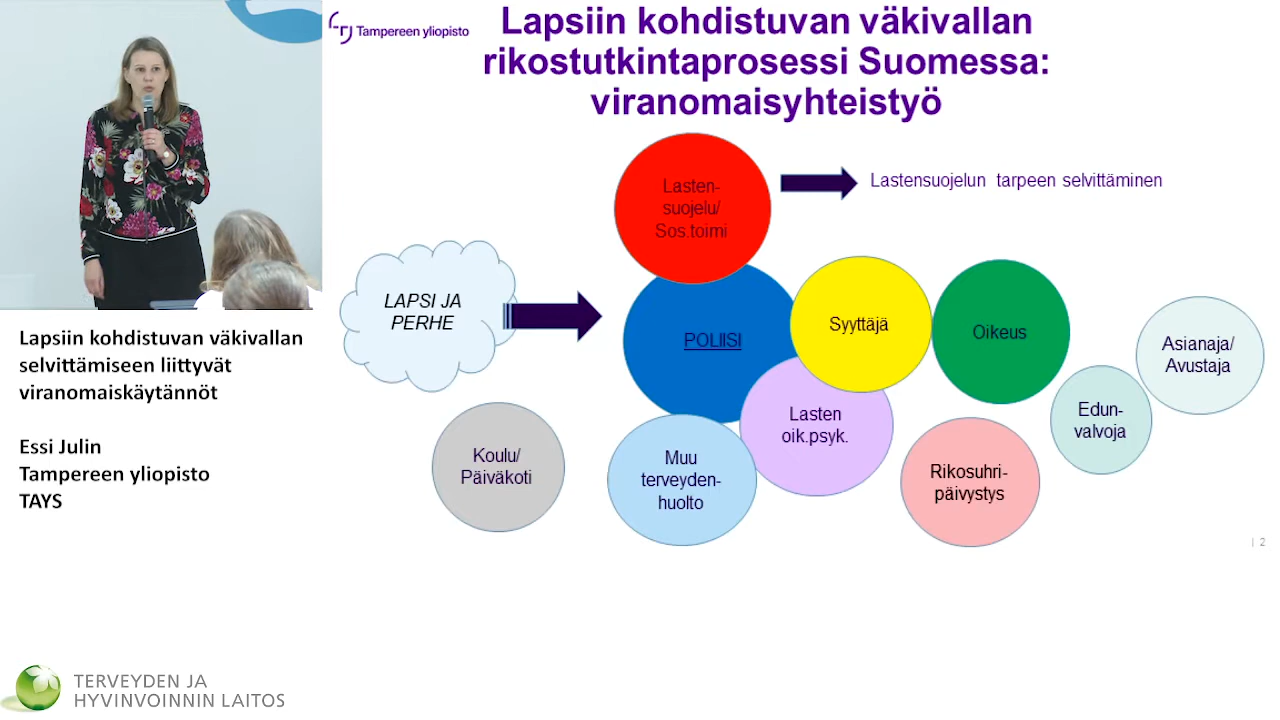 Tampereen yliopisto
Lapsiin kohdistuvan väkivallan
rikostutkintaprosessi Suomessa:
viranomaisyhteistyö
Lasten-
suojelu/
Sos.toimi
Lastensuojelun tarpeen selvittäminen
LAPSI JA
PERHE
POLIISI
Syyttäjä
Oikeus
Asianaja/
Avustaja
Edun-
valvoja
Lasten
oik.psyk.
Koulu/
Päiväkoti
Muu
terveyden-
huolto
Rikosuhri-
päivystys
| 2
Lapsiin kohdistuvan väkivallan
selvittämiseen liittyvät
viranomaiskäytännöt
Essi Julin
Tampereen yliopisto
TAYS
TERVEYDEN JA
HYVINVOINNIN LAITOS